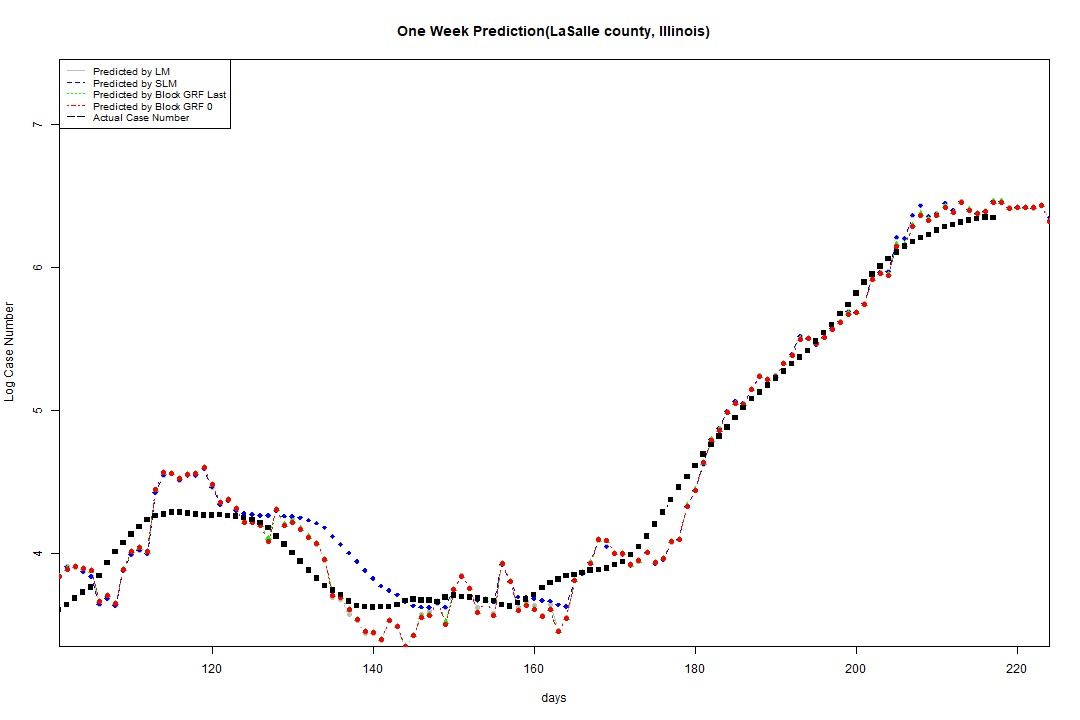 One Week Prediction(LaSalle county, Illinois)
Predicted by LM
Predicted by SLM
Predicted by Block GRF Last
Predicted by Block GRF 0
Actual Case Number
7
6
5
4
Log Case Number
120
140
160
180
200
220
days